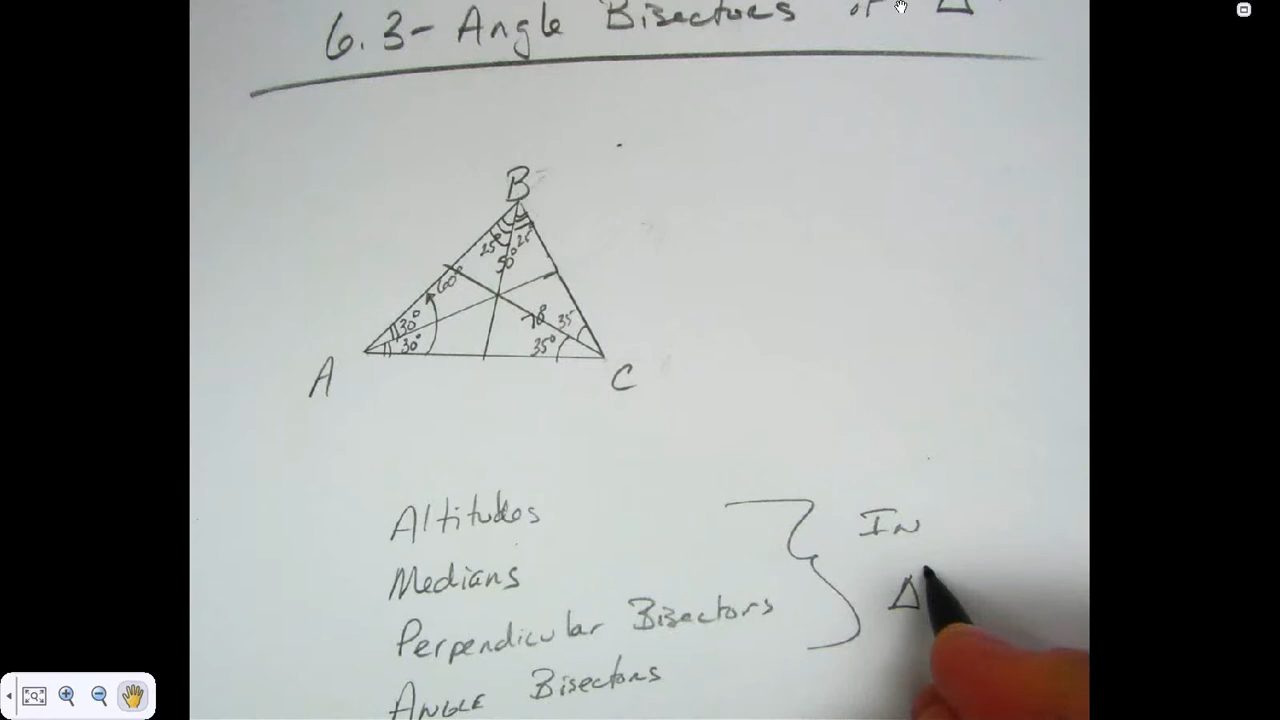 6.3- Angle Bisectors of Δ
B
25° 25
50°
60°
30°
30°
70
35
35°
A
C
Altitudes
Medians
Perpendicular Bisectors
Angle Bisectors
In
Δ